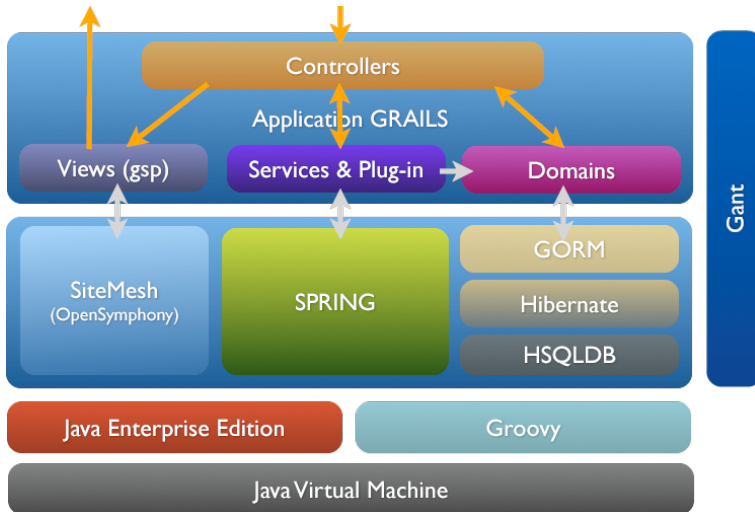 Controllers
Application GRAILS
Views (gsp)
Services & Plug-in
Domains
Gant
SiteMesh
(OpenSymphony)
SPRING
GORM
Hibernate
HSQLDB
Java Enterprise Edition
Groovy
Java Virtual Machine